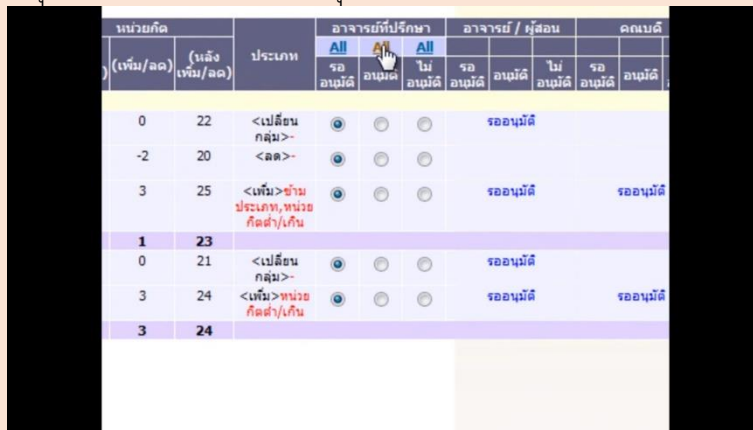 หน่วยกิต อาจารย์ที่ปรึกษา อาจารย์ / ผู้สอน คณบดี
(เพิ่ม/ลด) (หลัง เพิ่ม/ลด) ประเภท All All All
รอ อนุมัติ อนุมัติ ไม่ อนุมัติ รอ อนุมัติ อนุมัติ ไม่ อนุมัติ รอ อนุมัติ อนุมัติ
0 22 <เปลี่ยน รออนุมัติ
กลุ่ม>-
-2 20 <ลด>-
3 25 <เพิ่ม>ข้าม รออนุมัติ รออนุมัติ
ประเภท,หน่วย
กิตต่ำ/เกิน
1 23
0 21 <เปลี่ยน รออนุมัติ
กลุ่ม>-
3 24 <เพิ่ม>หน่วย รออนุมัติ รออนุมัติ
กิตต่ำ/เกิน
3 24